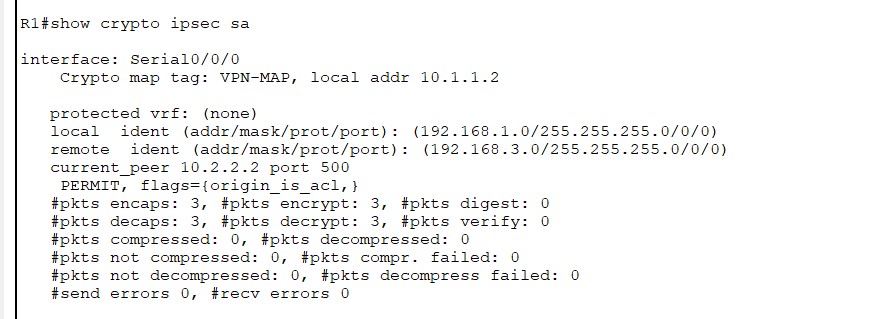 R1#show crypto ipsec sa
interface: Serial0/0/0
Crypto map tag: VPN-MAP, local addr 10.1.1.2
protected vrf: (none)
local ident (addr/mask/prot/port): (192.168.1.0/255.255.255.0/0/0)
remote ident (addr/mask/prot/port): (192.168.3.0/255.255.255.0/0/0)
current_peer 10.2.2.2 port 500
PERMIT, flags={origin_is_acl,}
#pkts encaps: 3, #pkts encrypt: 3, #pkts digest: 0
#pkts decaps: 3, #pkts decrypt: 3, #pkts verify: 0
#pkts compressed: 0, #pkts decompressed: 0
#pkts not compressed: 0, #pkts compr. failed: 0
#pkts not decompressed: 0, #pkts decompress failed: 0
#send errors 0, #recv errors 0